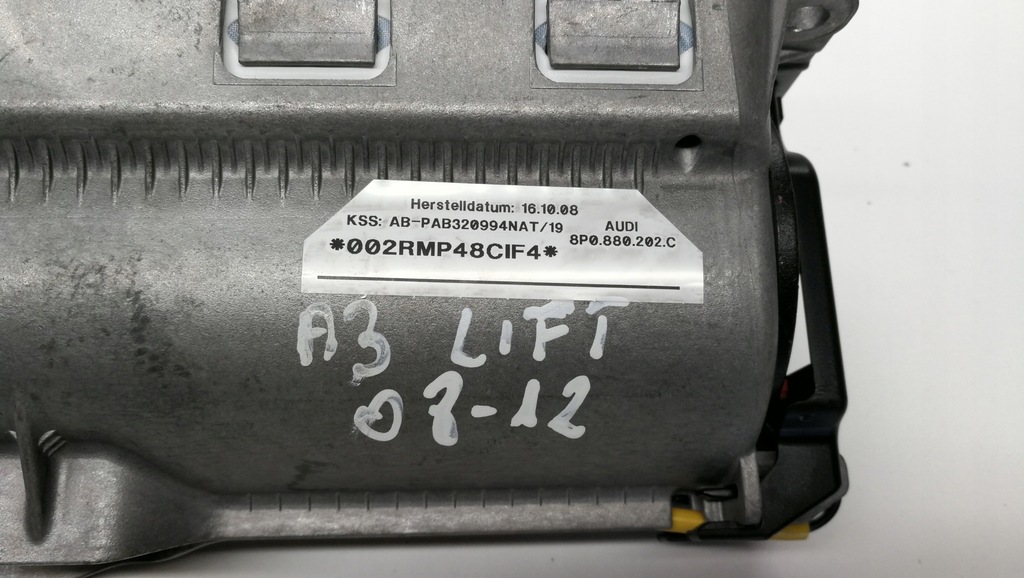 Herstelldatum: 16.10.08
KSS: AB-PAB320994NAT/19 AUDI
*002RMP48CIF4* 8P0.880.202.C
A3 LIFT
08-12